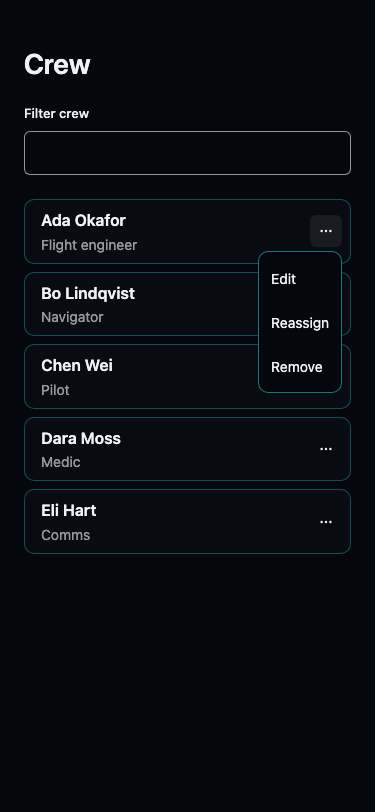 Crew
Filter crew
Ada Okafor
Flight engineer
...
Edit
Reassign
Remove
Bo Lindqvist
Navigator
Chen Wei
Pilot
Dara Moss
Medic
...
Eli Hart
Comms
...